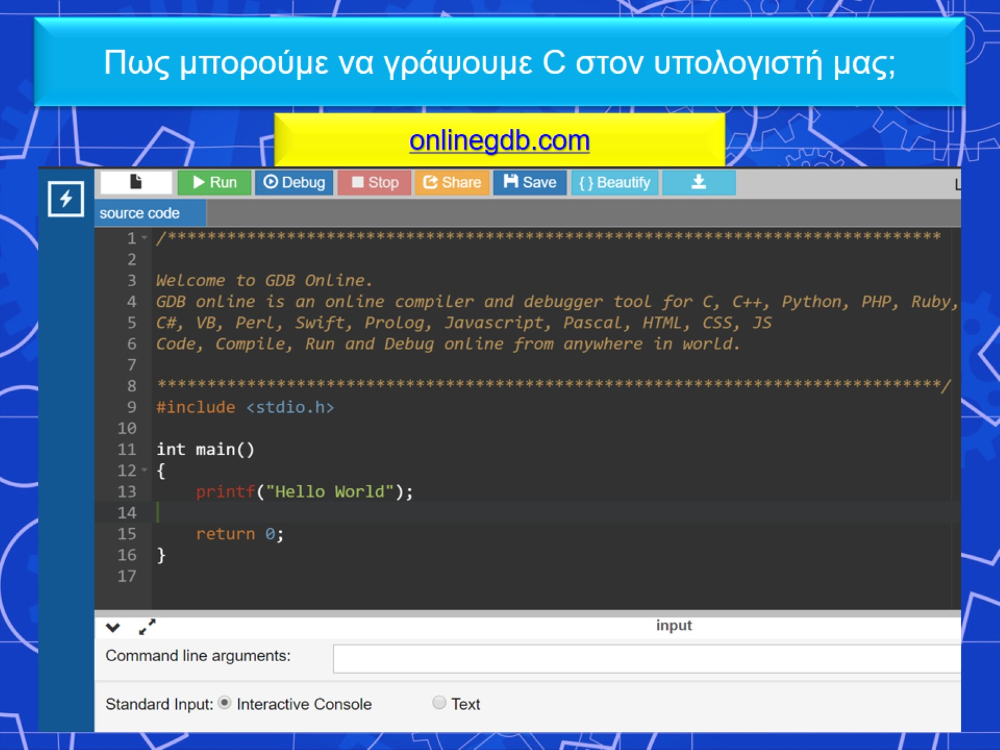 Πως μπορούμε να γράψουμε C στον υπολογιστή μας;
onlinegdb.com
Run Debug Stop Share Save { } Beautify
source code
1 /*******************************************************************************
2
3 Welcome to GDB Online.
4 GDB online is an online compiler and debugger tool for C, C++, Python, PHP, Ruby,
5 C#, VB, Perl, Swift, Prolog, Javascript, Pascal, HTML, CSS, JS
6 Code, Compile, Run and Debug online from anywhere in world.
7
8 *******************************************************************************/
9 #include <stdio.h>
10
11 int main()
12 {
13 printf("Hello World");
14
15 return 0;
16 }
17
input
Command line arguments:
Standard Input: Interactive Console Text